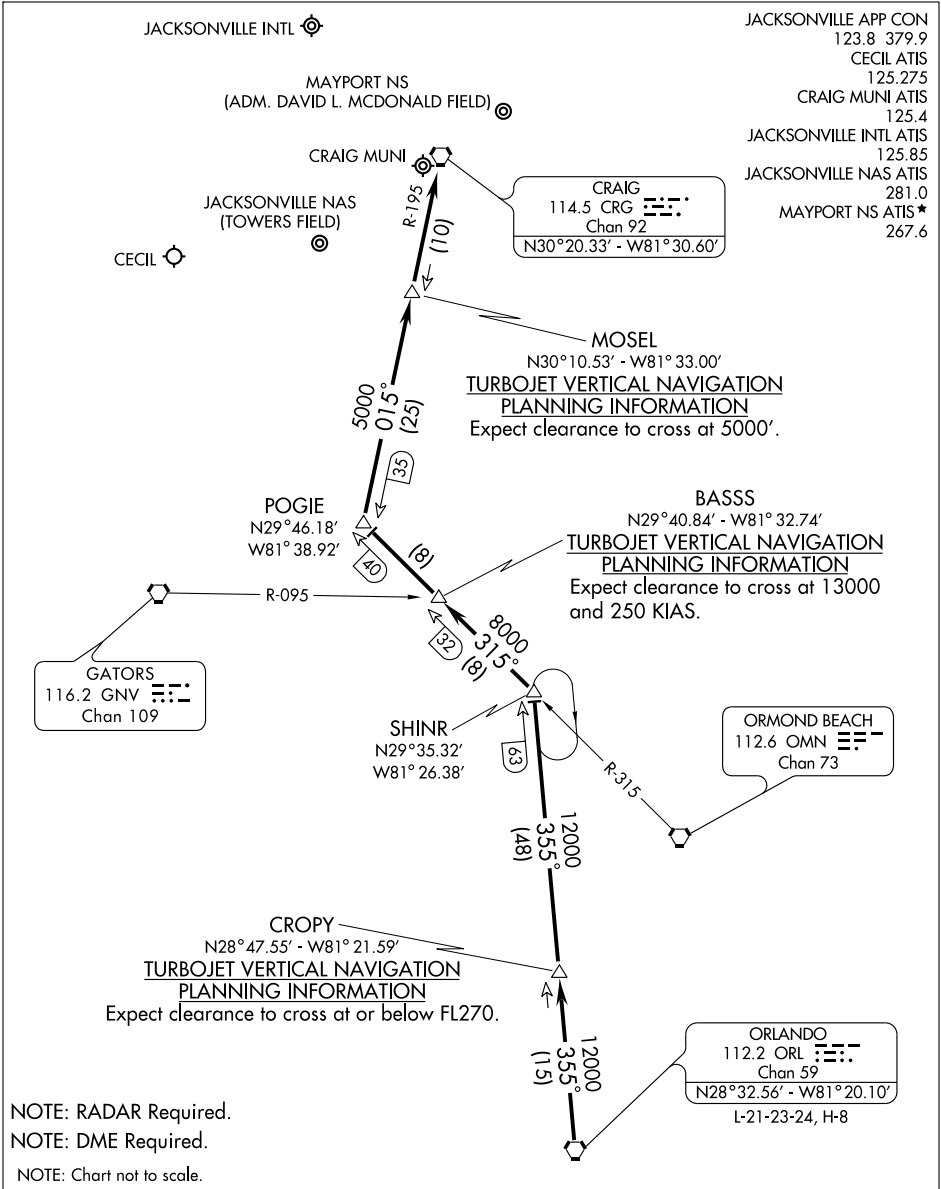 JACKSONVILLE INTL
JACKSONVILLE APP CON
123.8 379.9
CECIL ATIS
125.275
CRAIG MUNI ATIS
125.4
JACKSONVILLE INTL ATIS
125.85
JACKSONVILLE NAS ATIS
281.0
MAYPORT NS ATIS★
267.6
MAYPORT NS
(ADM. DAVID L. MCDONALD FIELD)
CRAIG MUNI
JACKSONVILLE NAS
(TOWERS FIELD)
CECIL
CRAIG
114.5 CRG
Chan 92
N30°20.33' - W81°30.60'
R-195
(10)
MOSEL
N30°10.53' - W81°33.00'
TURBOJET VERTICAL NAVIGATION
PLANNING INFORMATION
Expect clearance to cross at 5000'.
5000
015°
(25)
35
POGIE
N29°46.18'
W81°38.92'
40
(8)
BASSS
N29°40.84' - W81°32.74'
TURBOJET VERTICAL NAVIGATION
PLANNING INFORMATION
Expect clearance to cross at 13000
and 250 KIAS.
R-095
GATORS
116.2 GNV
Chan 109
32
8000
315°
(8)
SHINR
N29°35.32'
W81°26.38'
63
R-315
ORMOND BEACH
112.6 OMN
Chan 73
12000
355°
(48)
CROPY
N28°47.55' - W81°21.59'
TURBOJET VERTICAL NAVIGATION
PLANNING INFORMATION
Expect clearance to cross at or below FL270.
12000
355°
(15)
ORLANDO
112.2 ORL
Chan 59
N28°32.56' - W81°20.10'
L-21-23-24, H-8
NOTE: RADAR Required.
NOTE: DME Required.
NOTE: Chart not to scale.